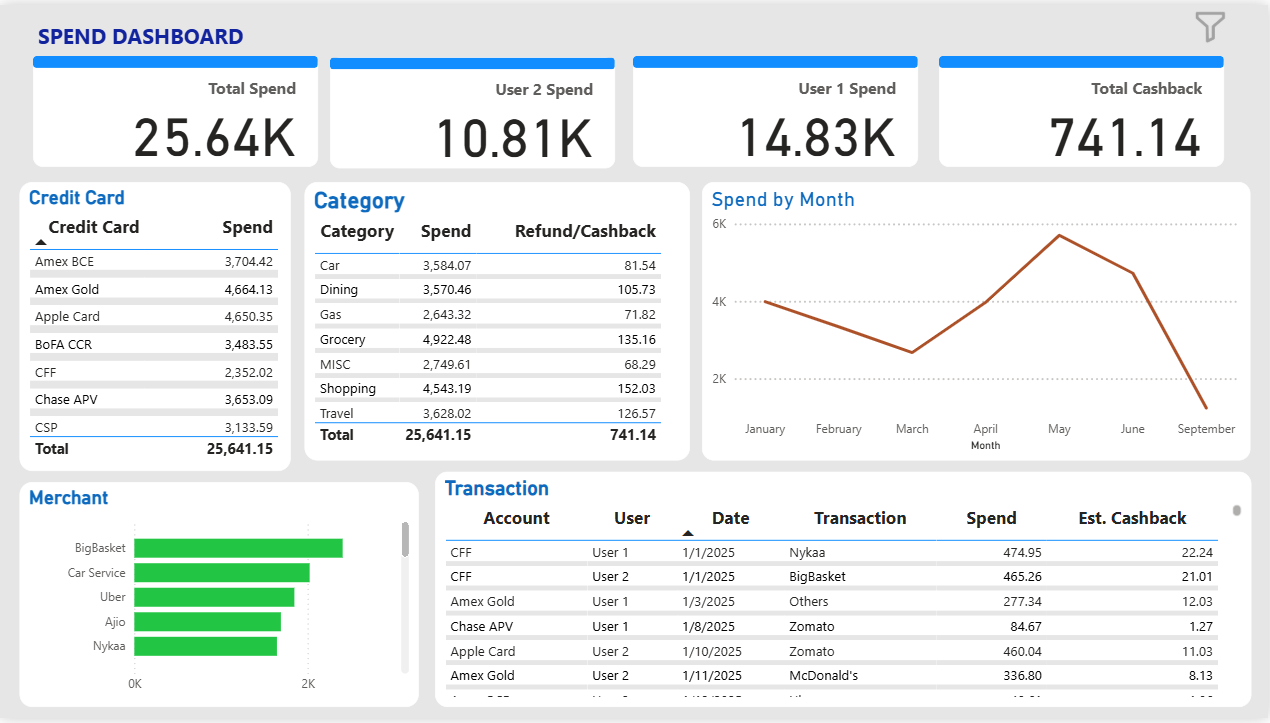 SPEND DASHBOARD
Total Spend
25.64K
User 2 Spend
10.81K
User 1 Spend
14.83K
Total Cashback
741.14
Credit Card
Credit Card Spend
Amex BCE 3,704.42
Amex Gold 4,664.13
Apple Card 4,650.35
BoFA CCR 3,483.55
CFF 2,352.02
Chase APV 3,653.09
CSP 3,133.59
Total 25,641.15
Category
Category Spend Refund/Cashback
Car 3,584.07 81.54
Dining 3,570.46 105.73
Gas 2,643.32 71.82
Grocery 4,922.48 135.16
MISC 2,749.61 68.29
Shopping 4,543.19 152.03
Travel 3,628.02 126.57
Total 25,641.15 741.14
Spend by Month
6K
4K
2K
January February March April May June September
Month
Merchant
BigBasket
Car Service
Uber
Ajio
Nykaa
0K 2K
Transaction
Account User Date Transaction Spend Est. Cashback
CFF User 1 1/1/2025 Nykaa 474.95 22.24
CFF User 2 1/1/2025 BigBasket 465.26 21.01
Amex Gold User 1 1/3/2025 Others 277.34 12.03
Chase APV User 1 1/8/2025 Zomato 84.67 1.27
Apple Card User 2 1/10/2025 Zomato 460.04 11.03
Amex Gold User 2 1/11/2025 McDonald's 336.80 8.13